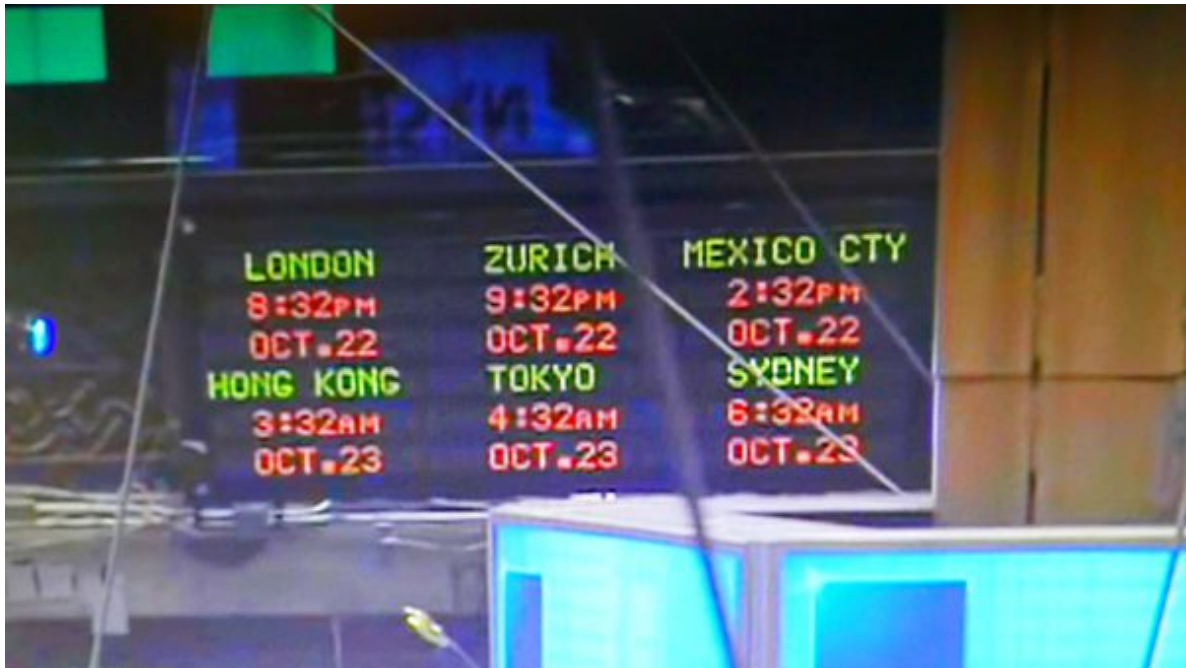 LONDON ZURICH MEXICO CTY
8:32PM 9:32PM 2:32PM
OCT.22 OCT.22 OCT.22
HONG KONG TOKYO SYDNEY
3:32AM 4:32AM 6:32AM
OCT.23 OCT.23 OCT.23